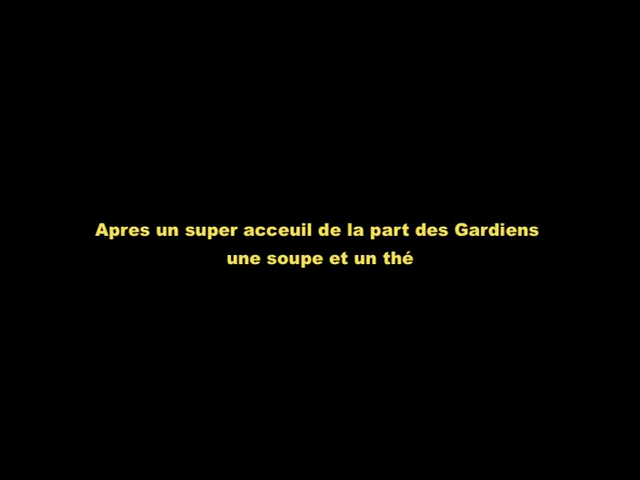 Apres un super acceuil de la part des Gardiens
une soupe et un thé